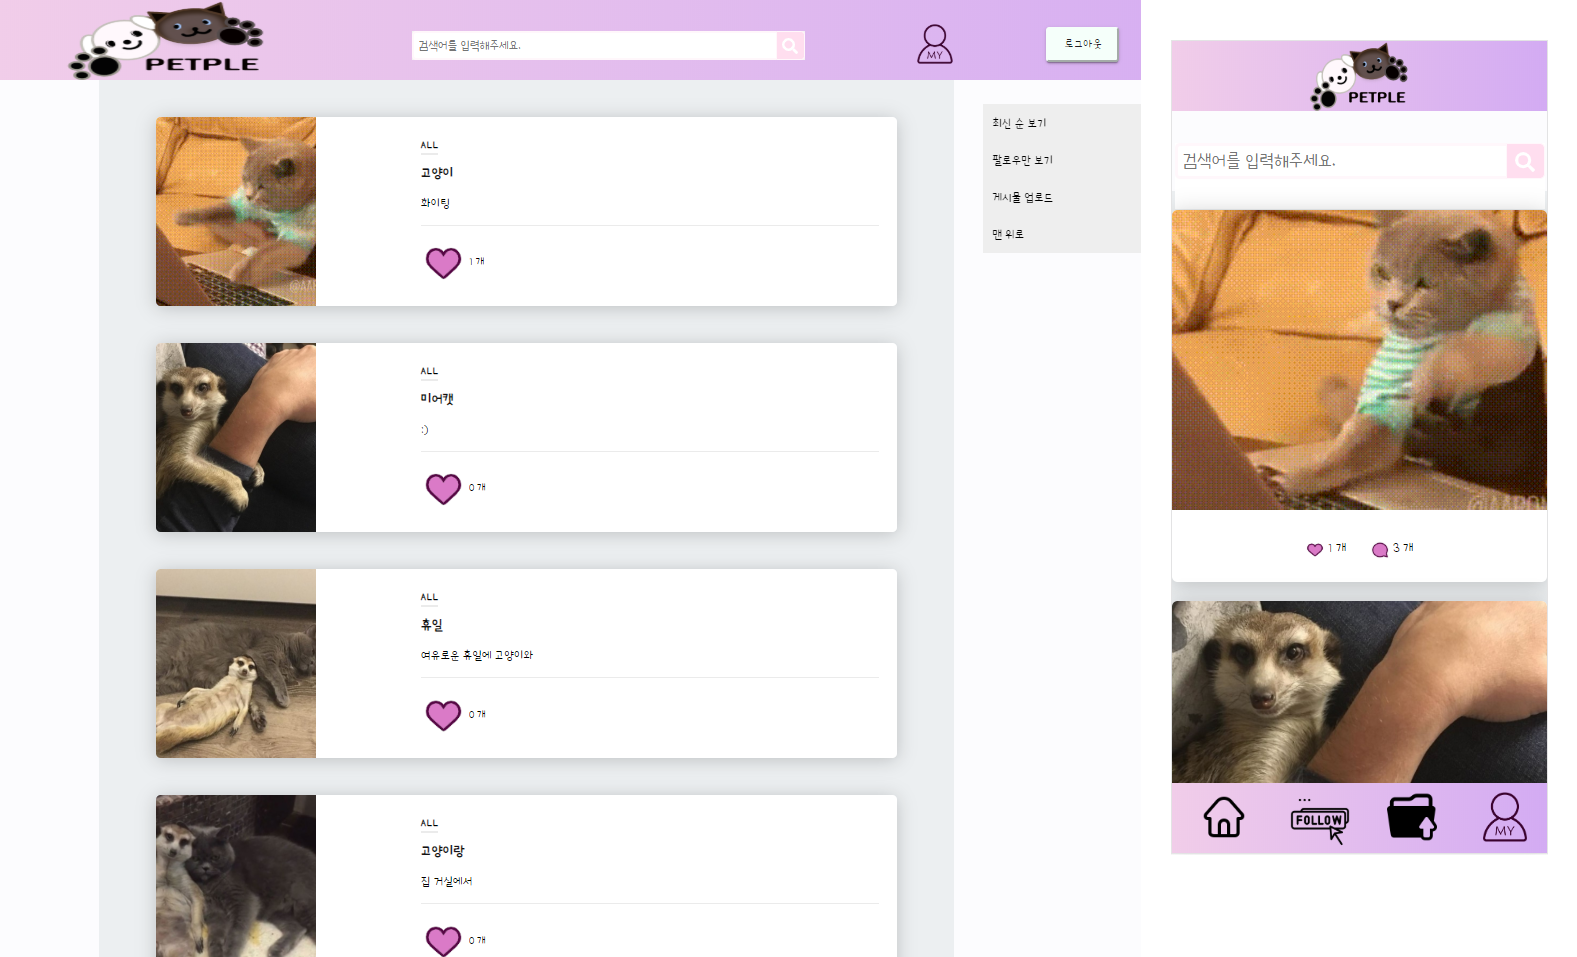 PETPLE
검색어를 입력해주세요.
MY
로그아웃
최신 순 보기
팔로우만 보기
게시물 업로드
맨 위로
ALL
고양이
화이팅
1 개
ALL
미어캣
:)
0 개
ALL
휴일
여유로운 휴일에 고양이와
0 개
ALL
고양이랑
집 거실에서
0 개
PETPLE
검색어를 입력해주세요.
1 개
3 개
FOLLOW
MY